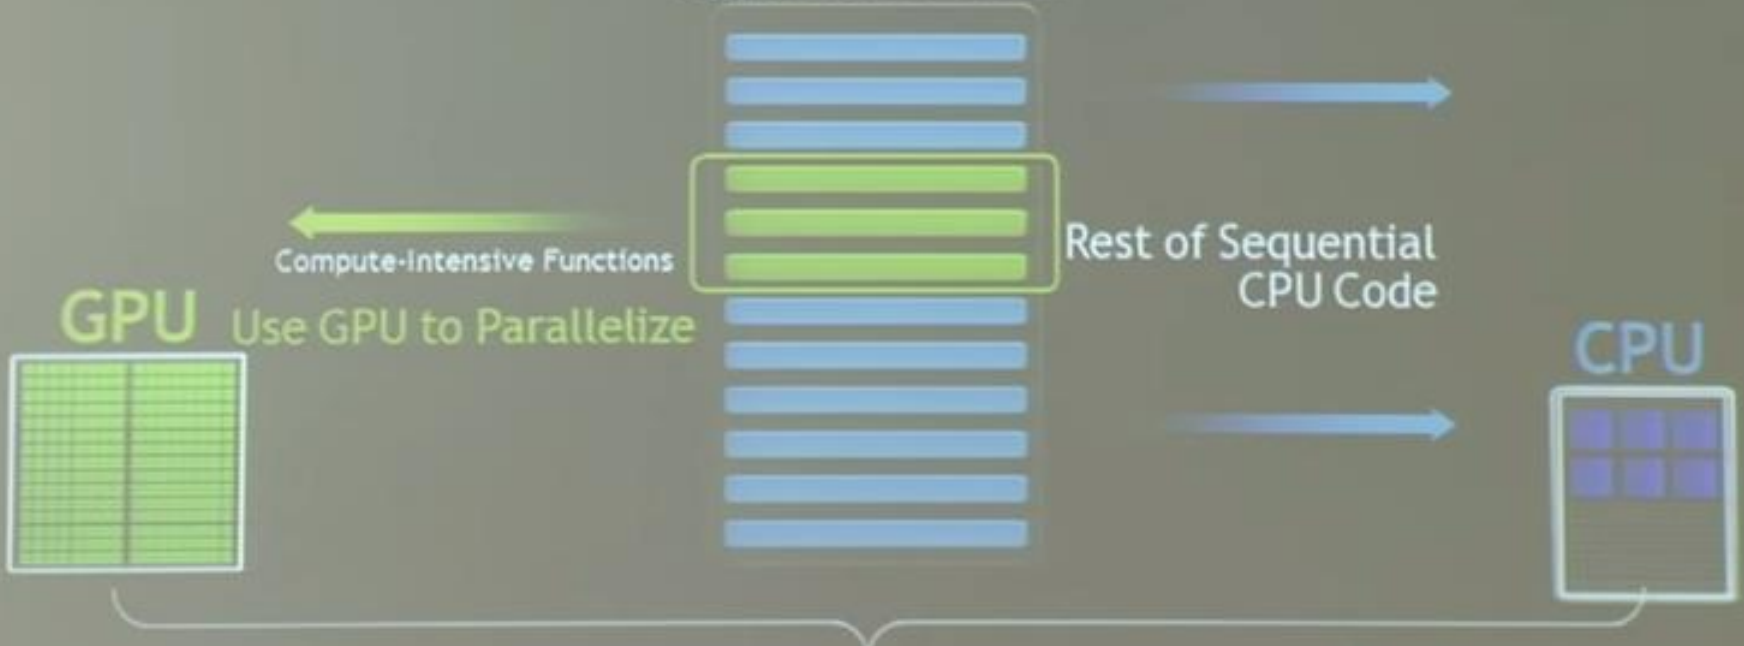 Compute-Intensive Functions
GPU
Use GPU to Parallelize
Rest of Sequential
CPU Code
CPU